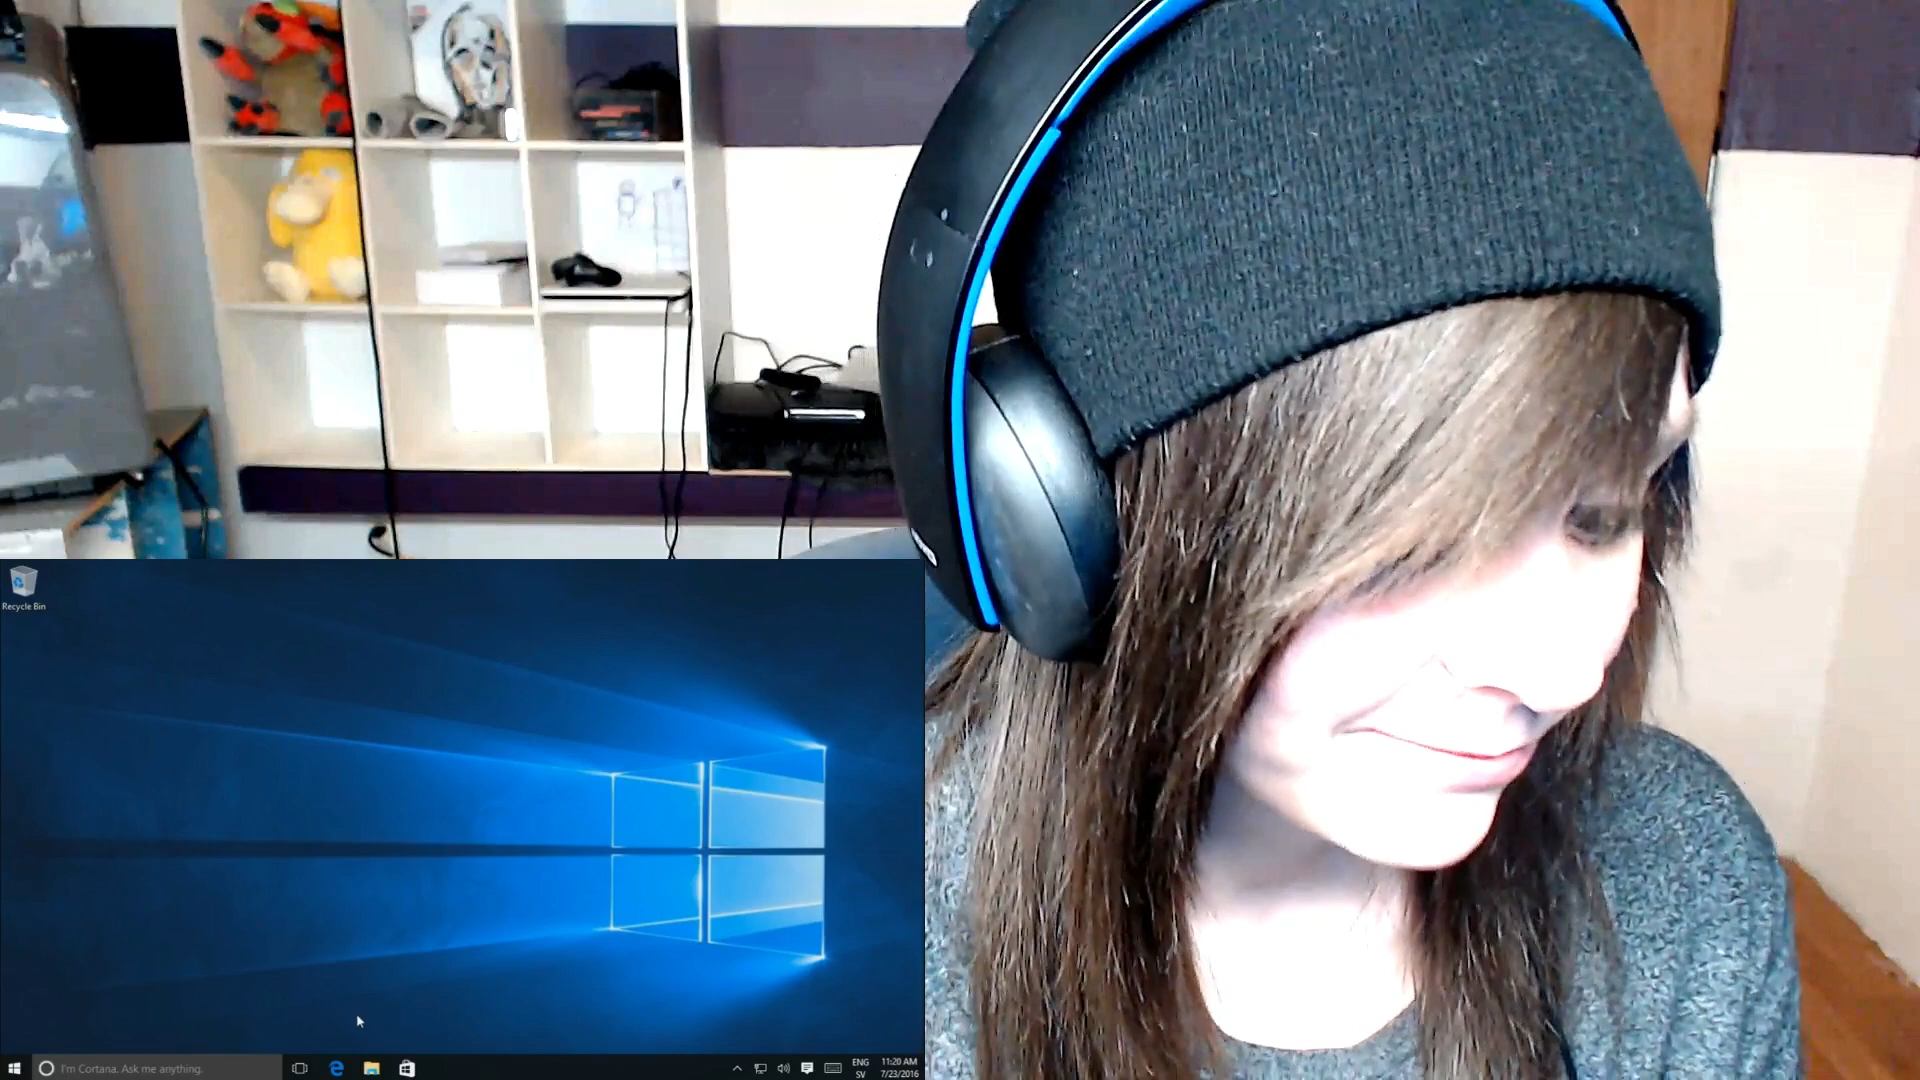 Recycle Bin
I'm Cortana. Ask me anything.
ENG
SV
11:20 AM
7/23/2016